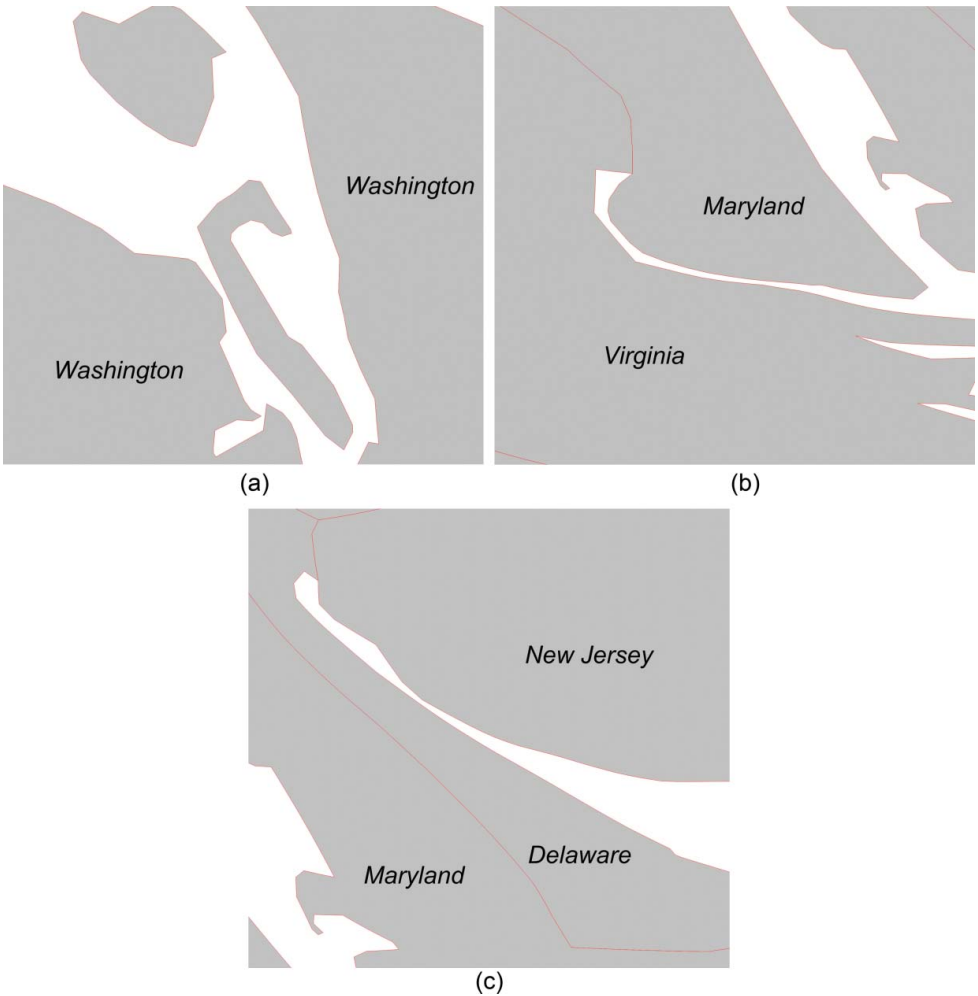 Washington
Washington
(a)
Maryland
Virginia
(b)
New Jersey
Delaware
Maryland
(c)